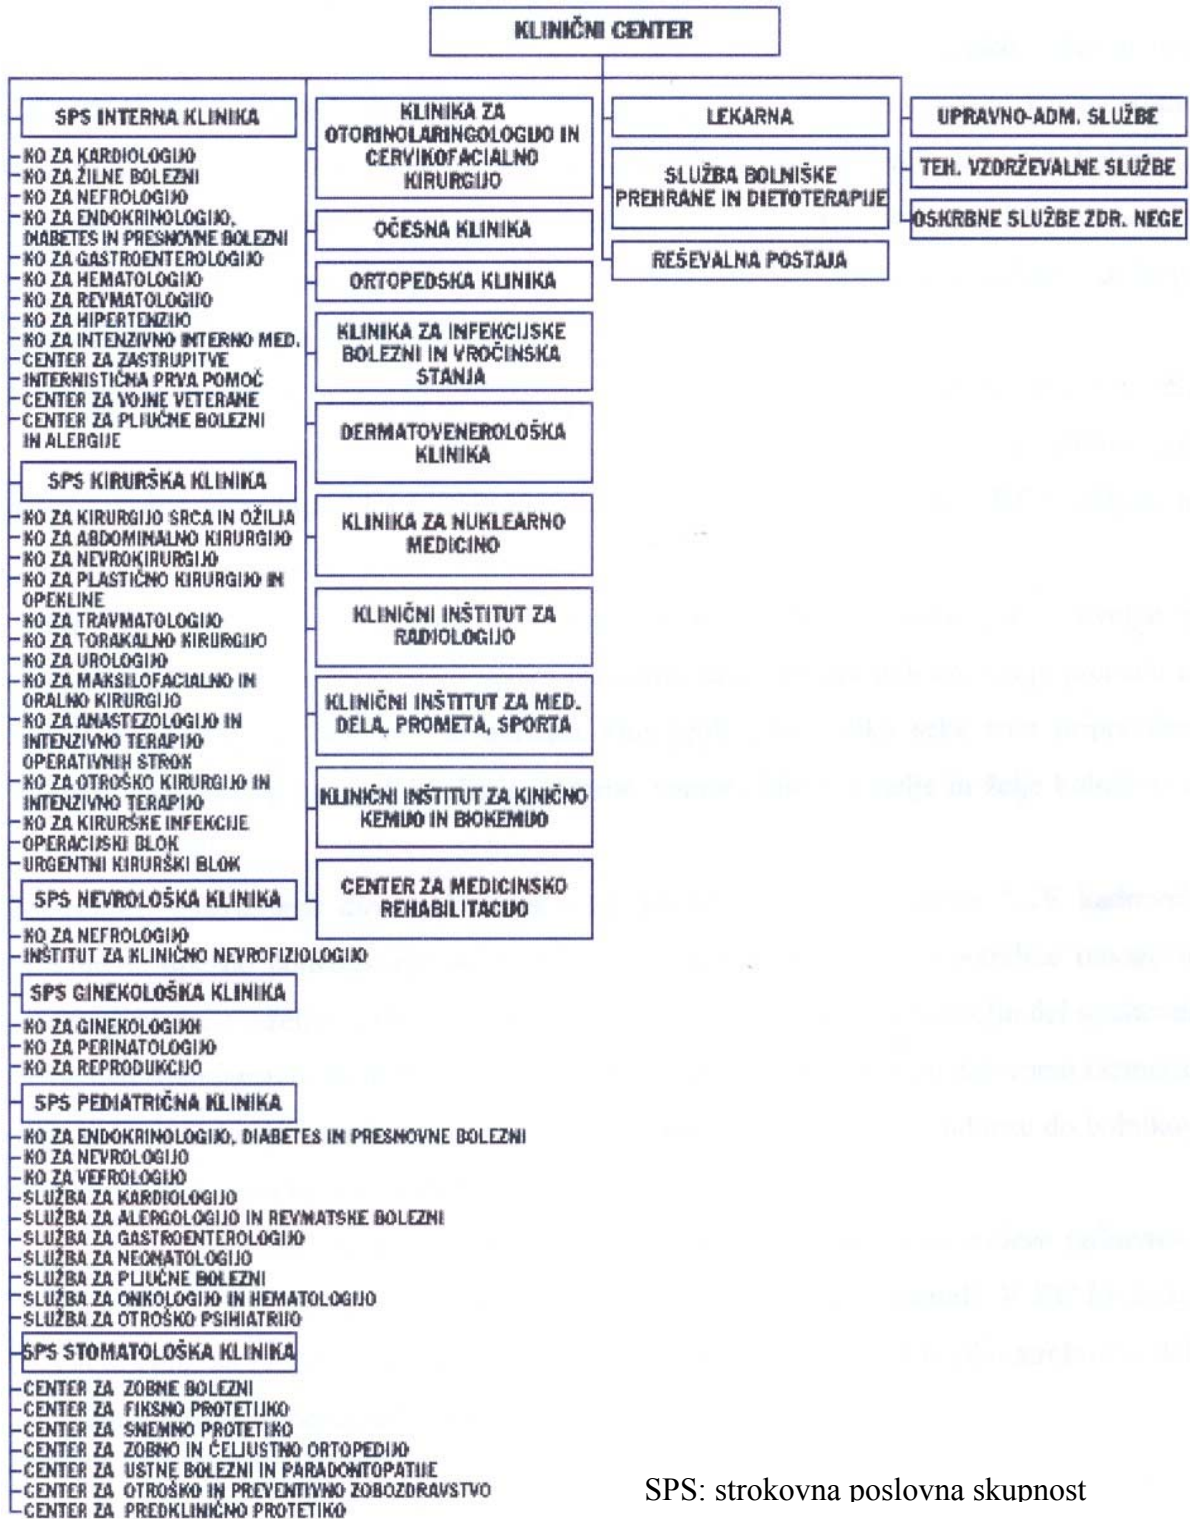 KLINIČNI CENTER
SPS INTERNA KLINIKA
KO ZA KARDIOLOGIJO
KO ZA ŽILNE BOLEZNI
KO ZA NEFROLOGIJO
KO ZA ENDOKRINOLOGIJO,
DIABETES IN PRESNOVNE BOLEZNI
KO ZA GASTROENTEROLOGIJO
KO ZA HEMATOLOGIJO
KO ZA REVMATOLOGIJO
KO ZA HIPERTENZIJO
KO ZA INTENZIVNO INTERNO MED.
CENTER ZA ZASTRUPITVE
INTERNISTIČNA PRVA POMOČ
CENTER ZA VOJNE VETERANE
CENTER ZA PLJUČNE BOLEZNI
IN ALERGIJE
SPS KIRURŠKA KLINIKA
KO ZA KIRURGIJO SRCA IN OŽILJA
KO ZA ABDOMINALNO KIRURGIJO
KO ZA NEVROKIRURGIJO
KO ZA PLASTIČNO KIRURGIJO IN
OPEKLINE
KO ZA TRAVMATOLOGIJO
KO ZA TORAKALNO KIRURGIJO
KO ZA UROLOGIJO
KO ZA MAKSILOFACIALNO IN
ORALNO KIRURGIJO
KO ZA ANASTEZOLOGIJO IN
INTENZIVNO TERAPIJO
OPERATIVNIH STROK
KO ZA OTROŠKO KIRURGIJO IN
INTENZIVNO TERAPIJO
KO ZA KIRURŠKE INFEKCIJE
OPERACIJSKI BLOK
URGENTNI KIRURŠKI BLOK
SPS NEVROLOŠKA KLINIKA
KO ZA NEFROLOGIJO
INŠTITUT ZA KLINIČNO NEVROFIZIOLOGIJO
SPS GINEKOLOŠKA KLINIKA
KO ZA
KO ZA PERINATOLOGIJO
KO ZA REPRODUKCIJO
SPS PEDIATRIČNA KLINIKA
KO ZA ENDOKRINOLOGIJO, DIABETES IN PRESNOVNE BOLEZNI
KO ZA NEVROLOGIJO
KO ZA VEFROLOGIJO
SLUŽBA ZA KARDIOLOGIJO
SLUŽBA ZA ALERGOLOGIJO IN REVMATSKE BOLEZNI
SLUŽBA ZA GASTROENTEROLOGIJO
SLUŽBA ZA NEONATOLOGIJO
SLUŽBA ZA PLJUČNE BOLEZNI
SLUŽBA ZA ONKOLOGIJO IN HEMATOLOGIJO
SLUŽBA ZA OTROŠKO PSIHIATRIJO
SPS STOMATOLOŠKA KLINIKA
CENTER ZA ZOBNE BOLEZNI
CENTER ZA FIKSNO PROTETIJKO
CENTER ZA SNEMNO PROTETIKO
CENTER ZA ZOBNO IN ČELJUSTNO ORTOPEDIJO
CENTER ZA USTNE BOLEZNI IN PARADONTOPATIJE
CENTER ZA OTROŠKO IN PREVENTIVNO ZOBOZDRAVSTVO
CENTER ZA PREDKLINIČNO PROTETIKO
KLINIKA ZA
OTORINOLARINGOLOGIJO IN
CERVIKOFACIALNO
KIRURGIJO
OČESNA KLINIKA
ORTOPEDSKA KLINIKA
KLINIKA ZA INFEKCIJSKE
BOLEZNI IN VROČINSKA
STANJA
DERMATOVENEROLOŠKA
KLINIKA
KLINIKA ZA NUKLEARNO
MEDICINO
KLINIČNI INŠTITUT ZA
RADIOLOGIJO
KLINIČNI INŠTITUT ZA MED.
DELA, PROMETA, ŠPORTA
KLINIČNI INŠTITUT ZA KINIČNO
KEMIJO IN BIOKEMIJO
CENTER ZA MEDICINSKO
REHABILITACIJO
LEKARNA
SLUŽBA BOLNIŠKE
PREHRANE IN DIETOTERAPIJE
REŠEVALNA POSTAJA
UPRAVNO-ADM. SLUŽBE
TEH. VZDRŽEVALNE SLUŽBE
OSKRBNE SLUŽBE ZDR. NEGE
SPS: strokovna poslovna skupnost